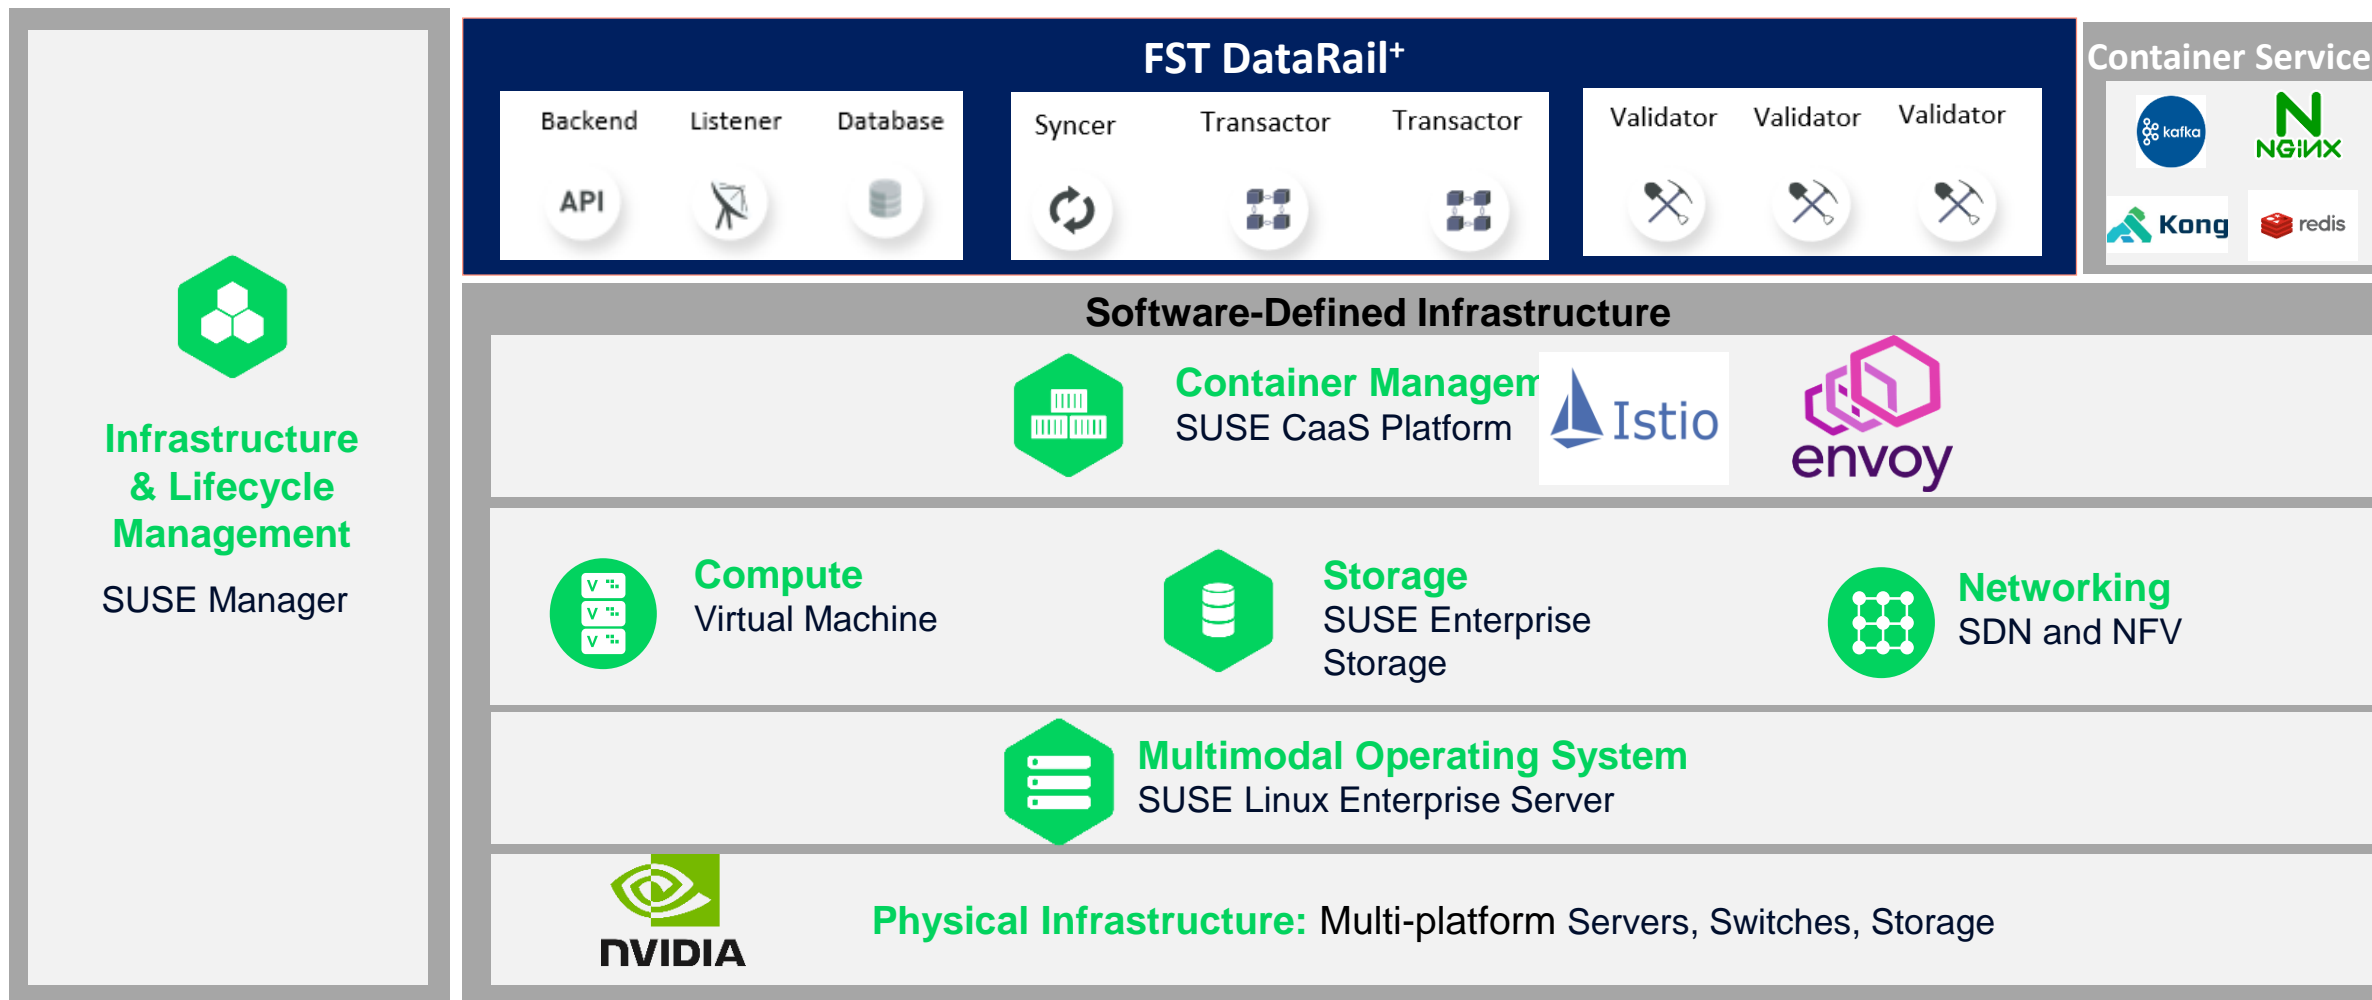 FST DataRail+
Container Service
Backend Listener Database
API
Syncer Transactor Transactor
Validator Validator Validator
kafka
NGINX
Kong
redis
Infrastructure
& Lifecycle
Management
SUSE Manager
Software-Defined Infrastructure
Container Managem
SUSE CaaS Platform
Istio
envoy
Compute
Virtual Machine
V
V
V
Storage
SUSE Enterprise
Storage
Networking
SDN and NFV
Multimodal Operating System
SUSE Linux Enterprise Server
NVIDIA
Physical Infrastructure: Multi-platform Servers, Switches, Storage